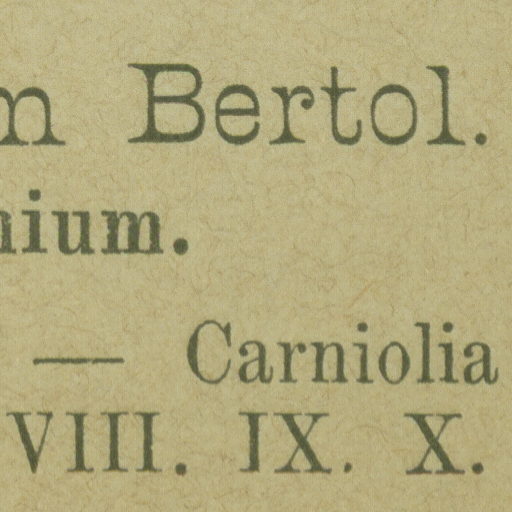 m Bertol.
nium.
— Carniolia
VIII. IX. X.